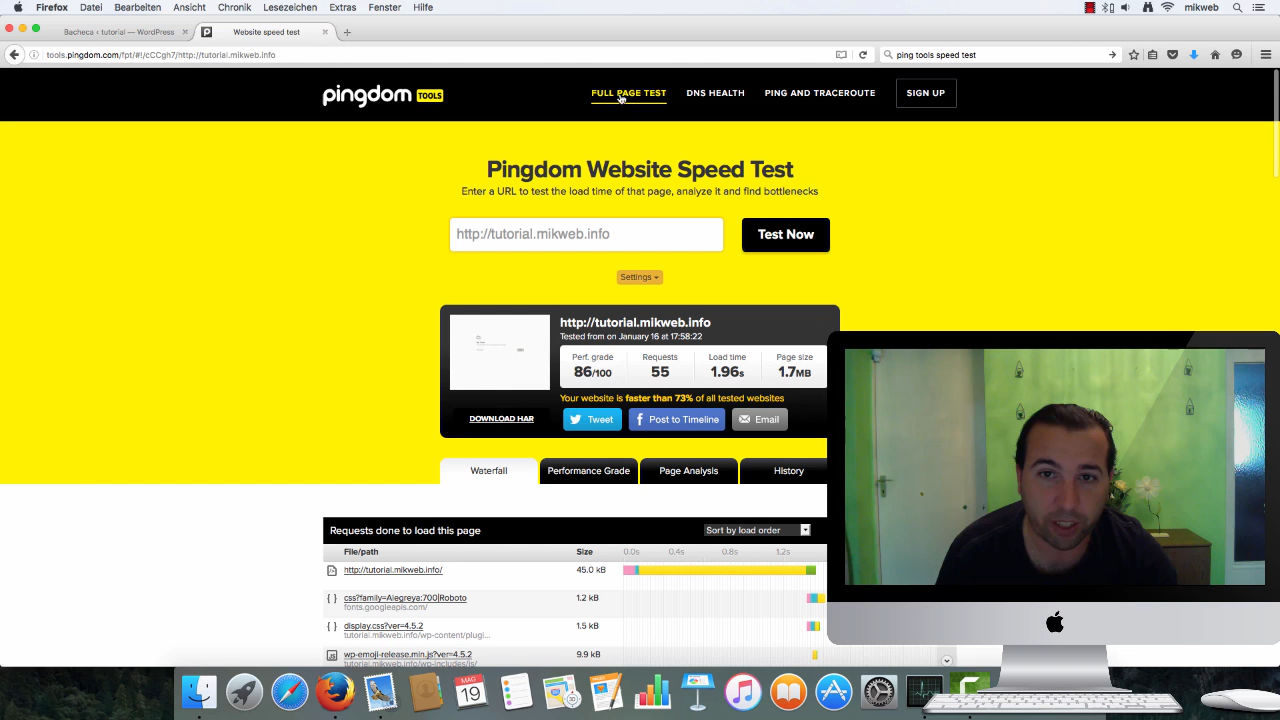 Firefox Datei Bearbeiten Ansicht Chronik Lesezeichen Extras Fenster Hilfe mikweb
Bacheca ‹ tutorial — WordPress Website speed test
tools.pingdom.com/fpt/#!/cCCgh7/http://tutorial.mikweb.info ping tools speed test
pingdom TOOLS FULL PAGE TEST DNS HEALTH PING AND TRACEROUTE SIGN UP
Pingdom Website Speed Test
Enter a URL to test the load time of that page, analyze it and find bottlenecks
http://tutorial.mikweb.info Test Now
Settings
http://tutorial.mikweb.info
Tested from on January 16 at 17:58:22
Perf. grade Requests Load time Page size
86/100 55 1.96s 1.7MB
Your website is faster than 73% of all tested websites
DOWNLOAD HAR Tweet Post to Timeline Email
Waterfall Performance Grade Page Analysis History
Requests done to load this page Sort by load order
File/path Size 0.0s 0.4s 0.8s 1.2s
http://tutorial.mikweb.info/ 45.0 kB
css?family=Alegreya:700|Roboto 1.2 kB
fonts.googleapis.com/
display.css?ver=4.5.2 1.5 kB
tutorial.mikweb.info/wp-content/plugi...
wp-emoji-release.min.js?ver=4.5.2 9.9 kB
tutorial.mikweb.info/wp-includes/js/
MAG
19